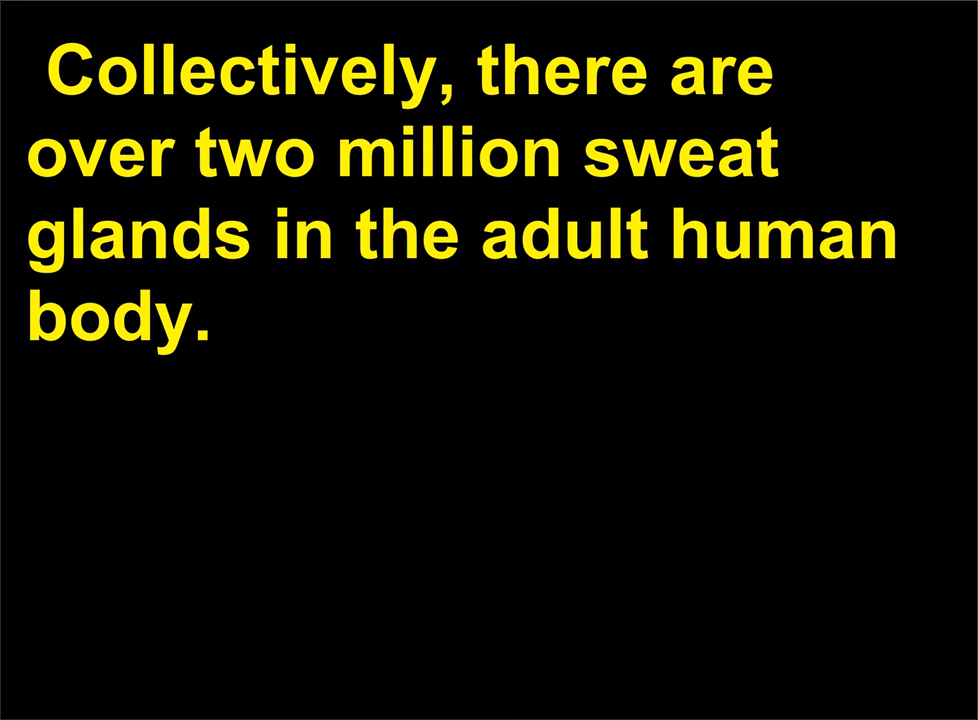 Collectively, there are
over two million sweat
glands in the adult human
body.